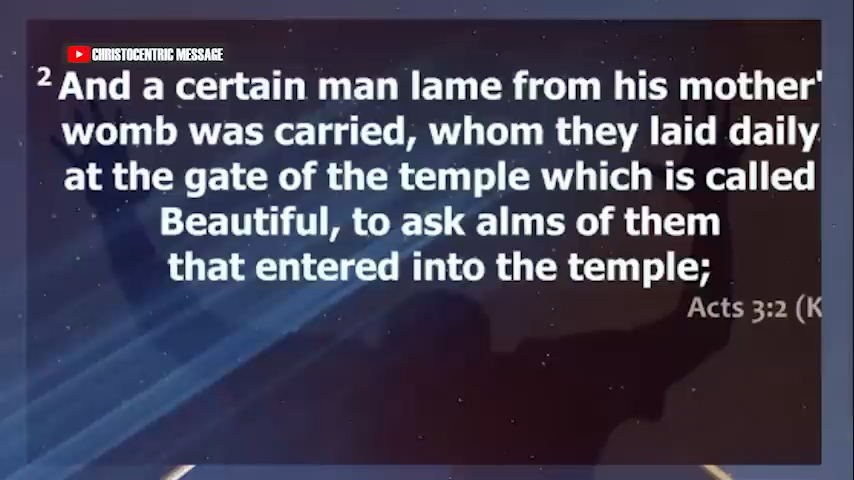 CHRISTOCENTRIC MESSAGE
2 And a certain man lame from his mother'
womb was carried, whom they laid daily
at the gate of the temple which is called
Beautiful, to ask alms of them
that entered into the temple;
Acts 3:2 (K